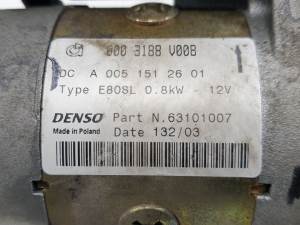 000 3188 V008
DC A 005 151 26 01
Type E80SL 0.8kW - 12V
DENSO Part N.63101007
Made in Poland Date 132/03